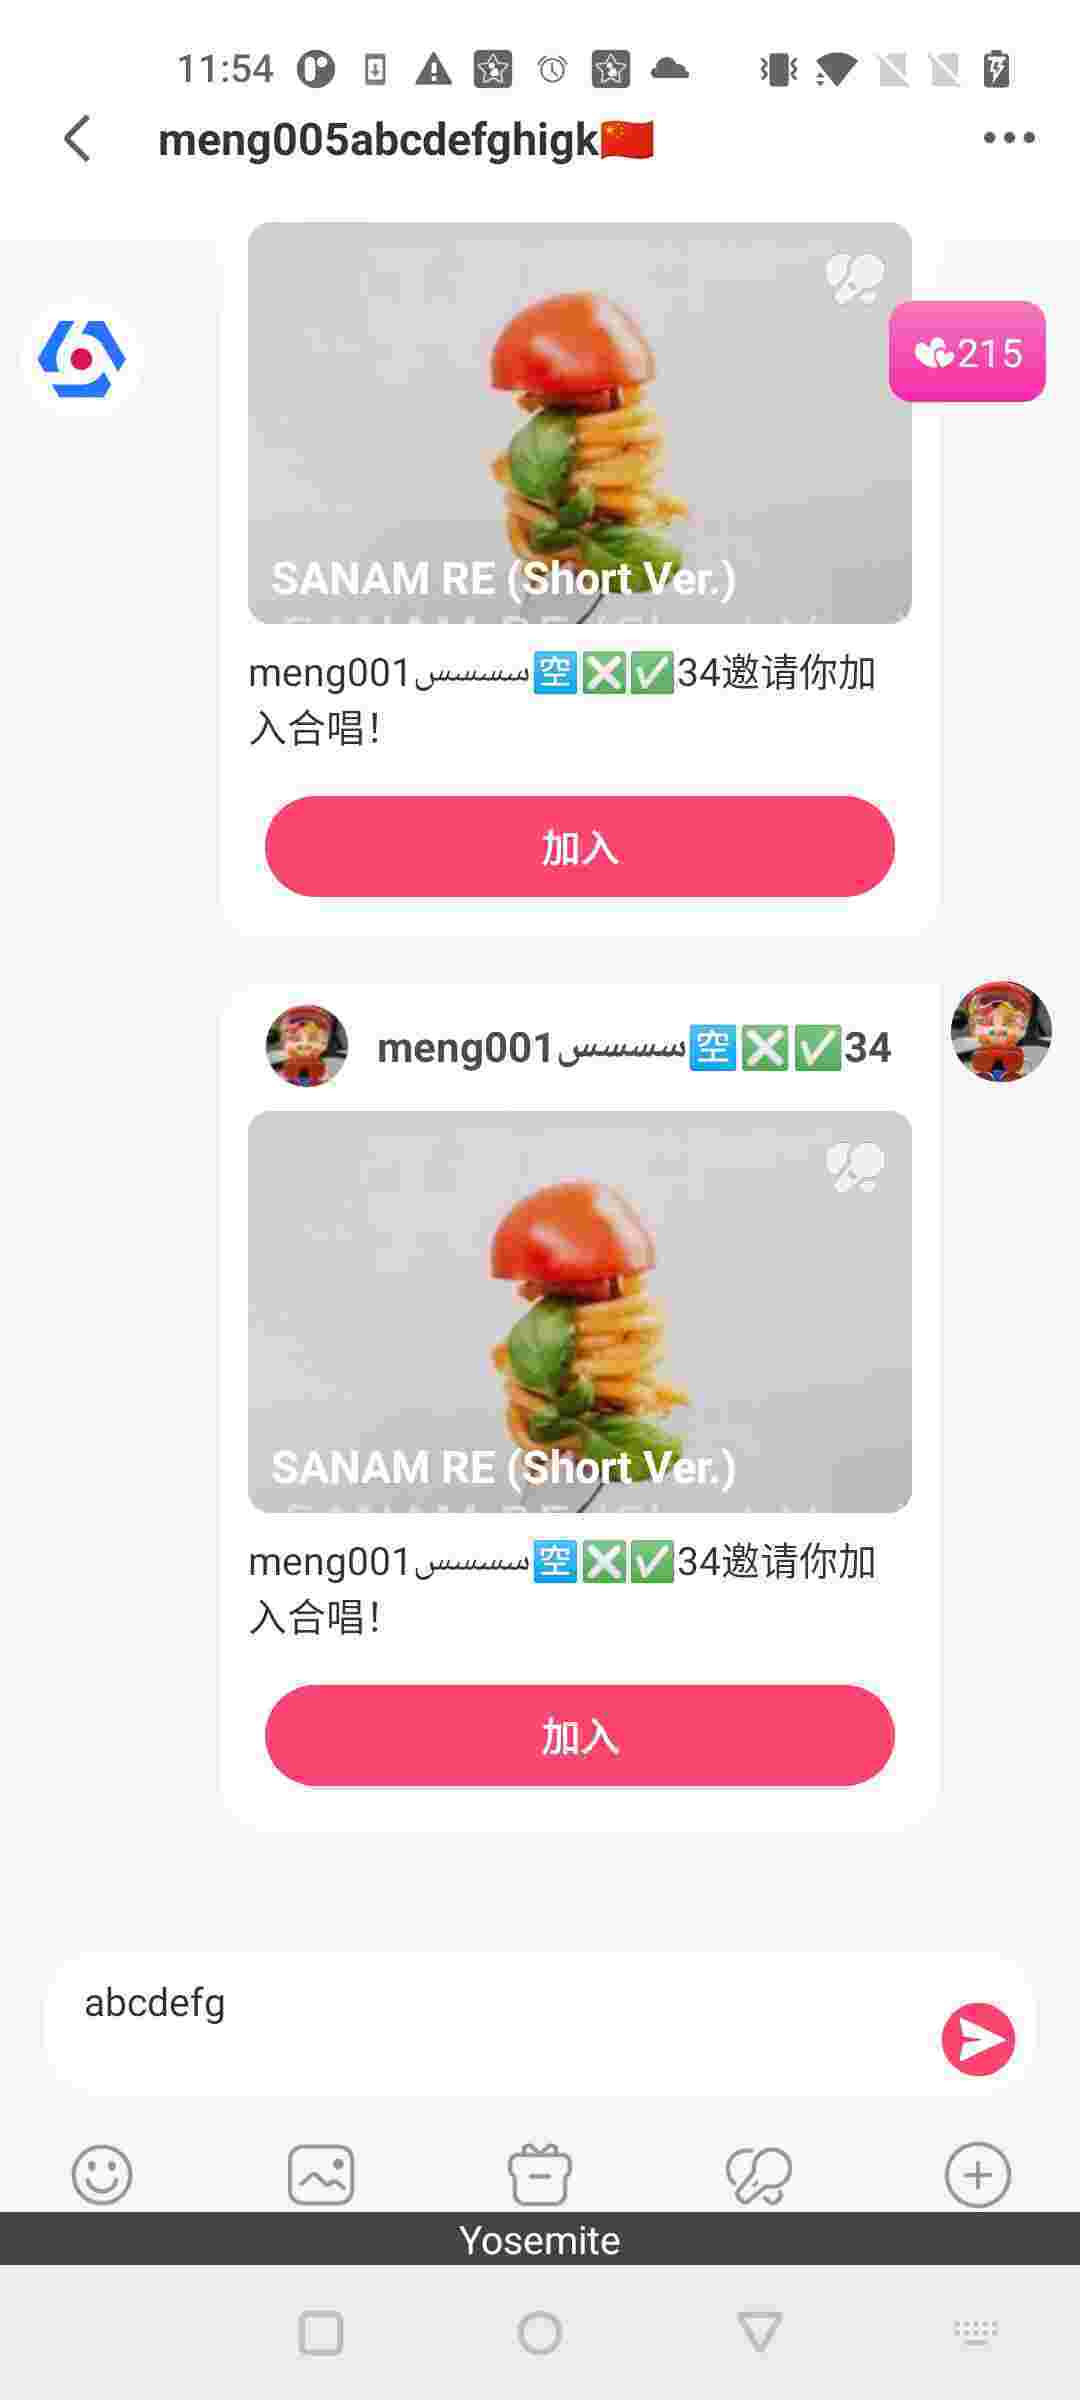 11:54
meng005abcdefghigk🇨🇳
215
SANAM RE (Short Ver.)
meng001سسسس🈳❎✅34邀请你加
入合唱！
加入
meng001سسسس🈳❎✅34
SANAM RE (Short Ver.)
meng001سسسس🈳❎✅34邀请你加
入合唱！
加入
abcdefg
Yosemite